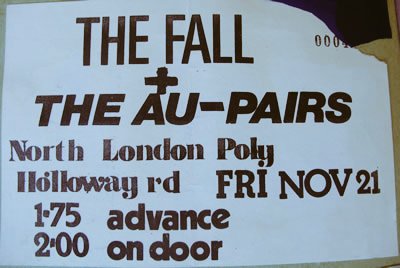 THE FALL
+
THE AU-PAIRS
North London Poly
Holloway rd FRI NOV 21
1·75 advance
2·00 on door